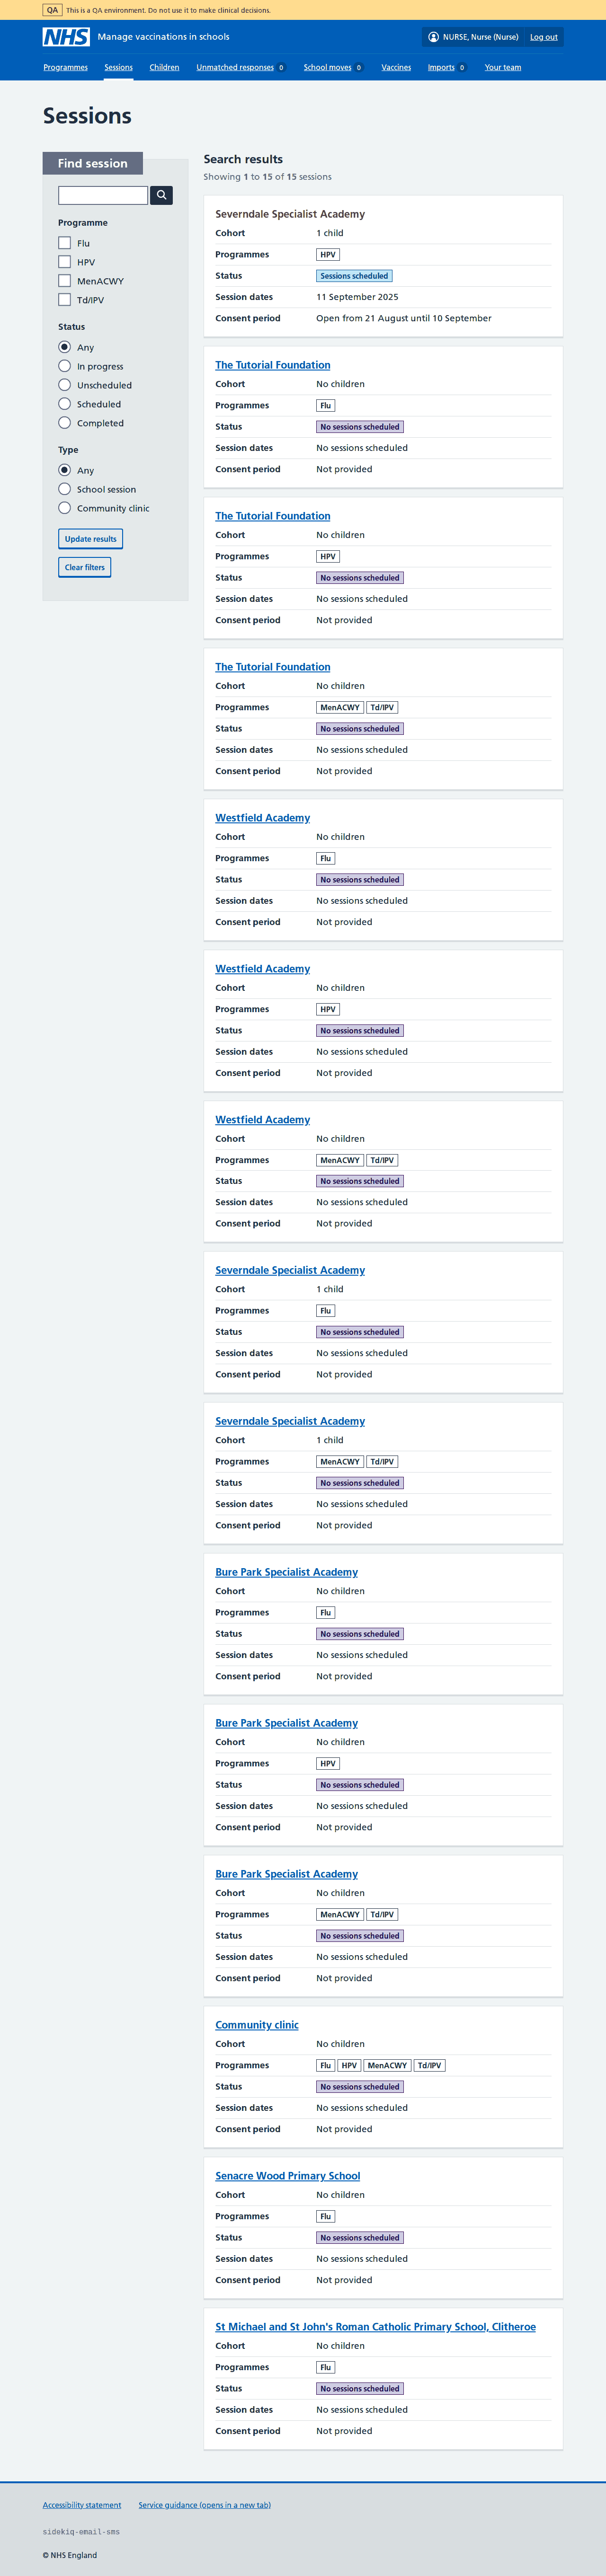 QA This is a QA environment. Do not use it to make clinical decisions.
NHS Manage vaccinations in schools
NURSE, Nurse (Nurse) Log out
Programmes Sessions Children Unmatched responses 0 School moves 0 Vaccines Imports 0 Your team
Sessions
Find session
Programme
Flu
HPV
MenACWY
Td/IPV
Status
Any
In progress
Unscheduled
Scheduled
Completed
Type
Any
School session
Community clinic
Update results
Clear filters
Search results
Showing 1 to 15 of 15 sessions
Severndale Specialist Academy
Cohort 1 child
Programmes HPV
Status Sessions scheduled
Session dates 11 September 2025
Consent period Open from 21 August until 10 September
The Tutorial Foundation
Cohort No children
Programmes Flu
Status No sessions scheduled
Session dates No sessions scheduled
Consent period Not provided
The Tutorial Foundation
Cohort No children
Programmes HPV
Status No sessions scheduled
Session dates No sessions scheduled
Consent period Not provided
The Tutorial Foundation
Cohort No children
Programmes MenACWY Td/IPV
Status No sessions scheduled
Session dates No sessions scheduled
Consent period Not provided
Westfield Academy
Cohort No children
Programmes Flu
Status No sessions scheduled
Session dates No sessions scheduled
Consent period Not provided
Westfield Academy
Cohort No children
Programmes HPV
Status No sessions scheduled
Session dates No sessions scheduled
Consent period Not provided
Westfield Academy
Cohort No children
Programmes MenACWY Td/IPV
Status No sessions scheduled
Session dates No sessions scheduled
Consent period Not provided
Severndale Specialist Academy
Cohort 1 child
Programmes Flu
Status No sessions scheduled
Session dates No sessions scheduled
Consent period Not provided
Severndale Specialist Academy
Cohort 1 child
Programmes MenACWY Td/IPV
Status No sessions scheduled
Session dates No sessions scheduled
Consent period Not provided
Bure Park Specialist Academy
Cohort No children
Programmes Flu
Status No sessions scheduled
Session dates No sessions scheduled
Consent period Not provided
Bure Park Specialist Academy
Cohort No children
Programmes HPV
Status No sessions scheduled
Session dates No sessions scheduled
Consent period Not provided
Bure Park Specialist Academy
Cohort No children
Programmes MenACWY Td/IPV
Status No sessions scheduled
Session dates No sessions scheduled
Consent period Not provided
Community clinic
Cohort No children
Programmes Flu HPV MenACWY Td/IPV
Status No sessions scheduled
Session dates No sessions scheduled
Consent period Not provided
Senacre Wood Primary School
Cohort No children
Programmes Flu
Status No sessions scheduled
Session dates No sessions scheduled
Consent period Not provided
St Michael and St John's Roman Catholic Primary School, Clitheroe
Cohort No children
Programmes Flu
Status No sessions scheduled
Session dates No sessions scheduled
Consent period Not provided
Accessibility statement Service guidance (opens in a new tab)
sidekiq-email-sms
© NHS England